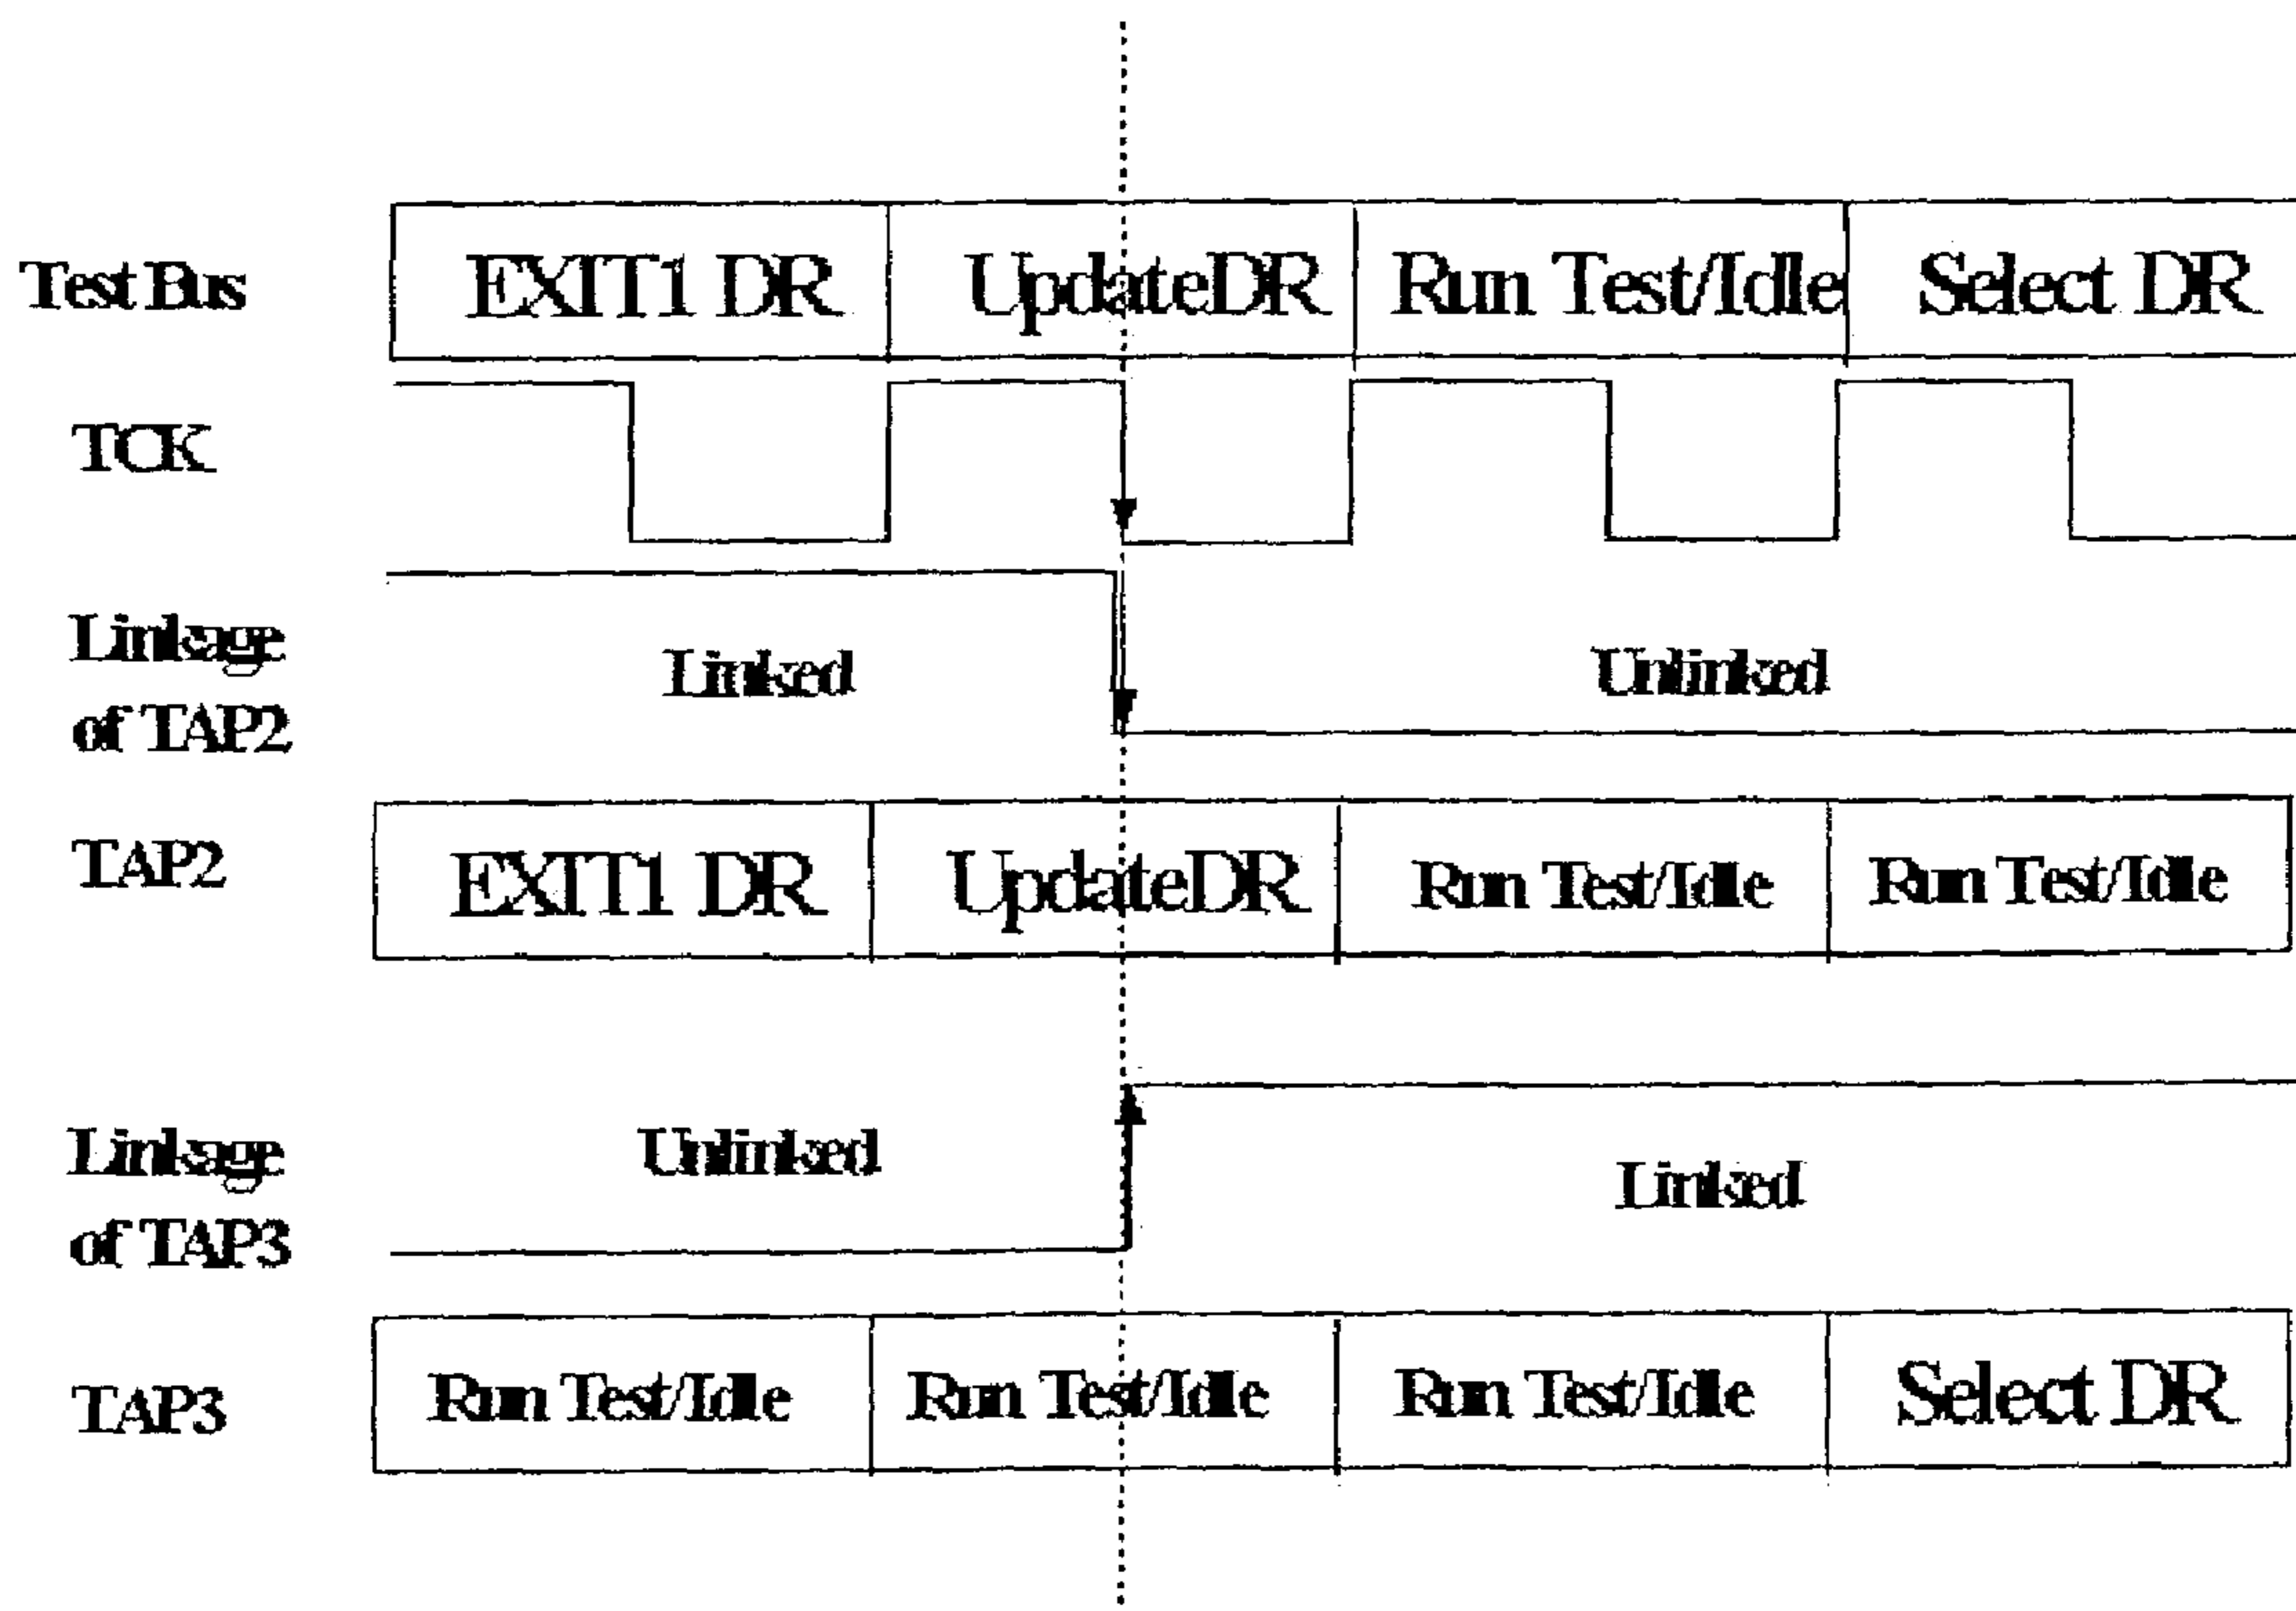 Test Bus
EXIT1 DR
UpdateDR
Run Test/Idle
Select DR
TCK
Linkage
of TAP2
Linked
Unlinked
TAP2
EXIT1 DR
UpdateDR
Run Test/Idle
Run Test/Idle
Linkage
of TAP3
Unlinked
Linked
TAP3
Run Test/Idle
Run Test/Idle
Run Test/Idle
Select DR